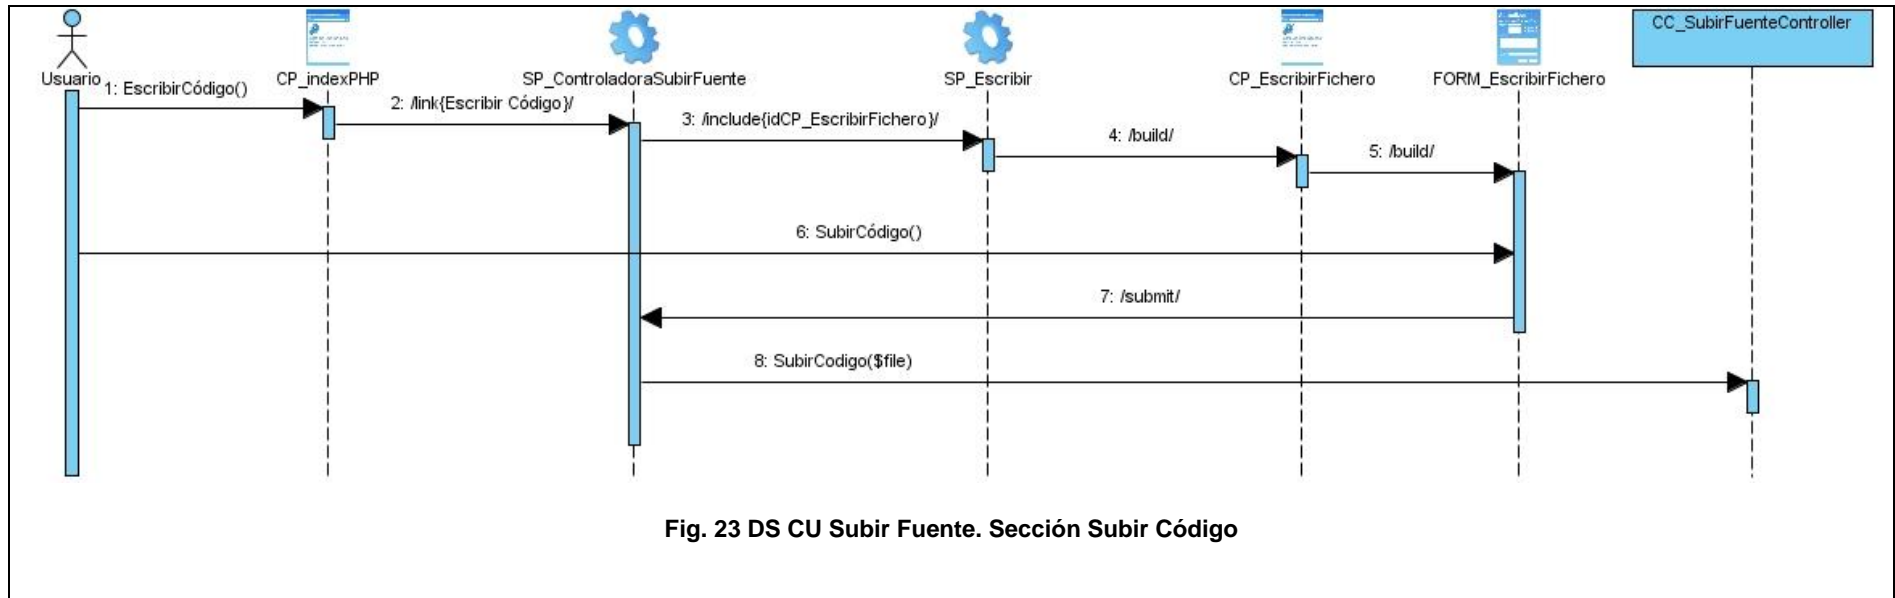 CC_SubirFuenteController
Usuario
CP_indexPHP
SP_ControladoraSubirFuente
SP_Escribir
CP_EscribirFichero
FORM_EscribirFichero
1: EscribirCódigo()
2: /link{Escribir Código}/
3: /include{idCP_EscribirFichero}/
4: /build/
5: /build/
6: SubirCódigo()
7: /submit/
8: SubirCodigo($file)
Fig. 23 DS CU Subir Fuente. Sección Subir Código